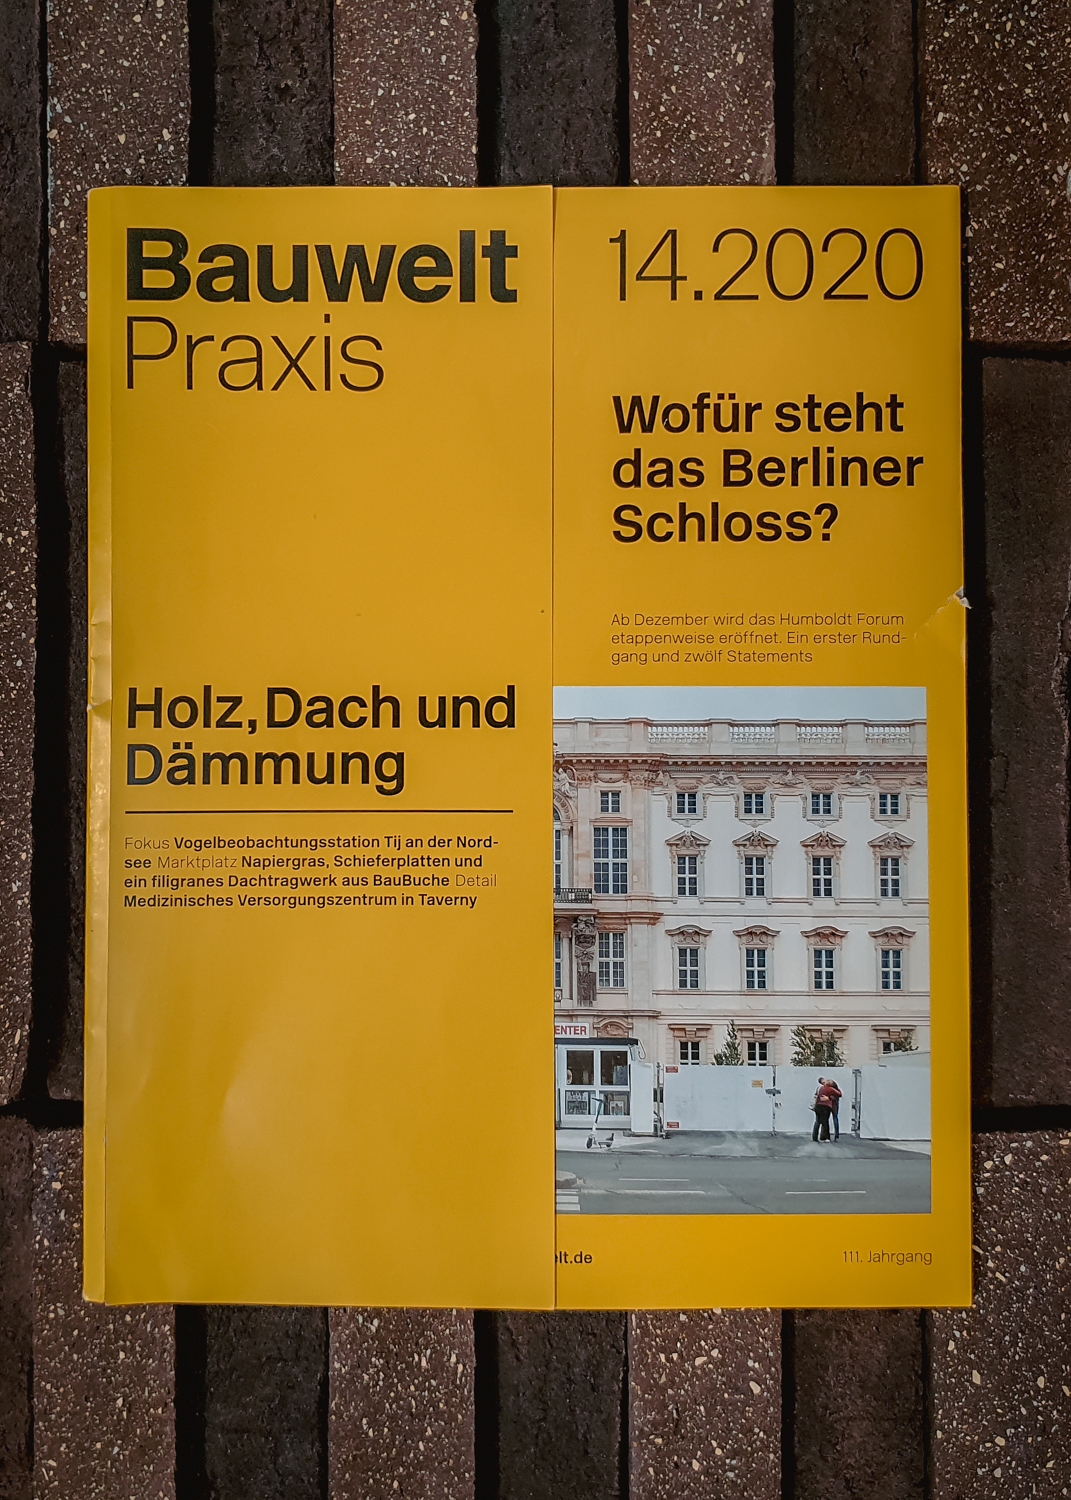 Bauwelt
Praxis
Holz, Dach und
Dämmung
Fokus Vogelbeobachtungsstation Tij an der Nord-
see Marktplatz Napiergras, Schieferplatten und
ein filigranes Dachtragwerk aus BauBuche Detail
Medizinisches Versorgungszentrum in Taverny
14.2020
Wofür steht
das Berliner
Schloss?
Ab Dezember wird das Humboldt Forum
etappenweise eröffnet. Ein erster Rund-
gang und zwölf Statements
ENTER
elt.de
111. Jahrgang